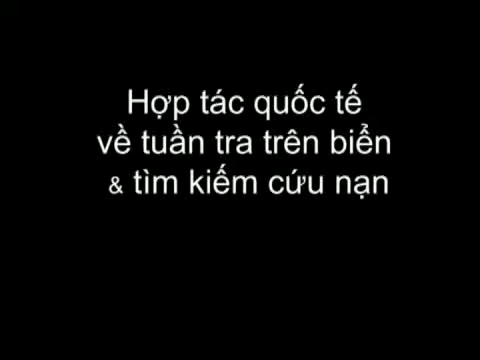 Hợp tác quốc tế
về tuần tra trên biển
& tìm kiếm cứu nạn